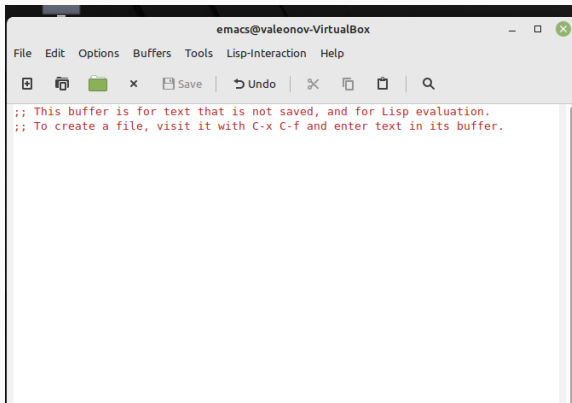 emacs@valeonov-VirtualBox
File Edit Options Buffers Tools Lisp-Interaction Help
Save Undo
;; This buffer is for text that is not saved, and for Lisp evaluation.
;; To create a file, visit it with C-x C-f and enter text in its buffer.